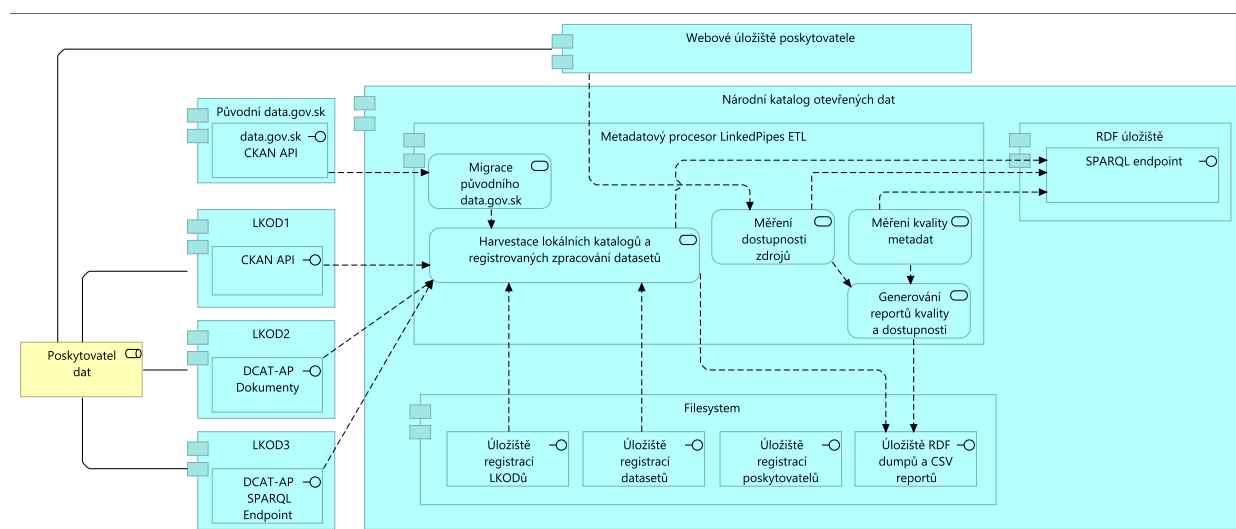 Webové úložiště poskytovatele
Národní katalog otevřených dat
Původní data.gov.sk
data.gov.sk
CKAN API
Metadatový procesor LinkedPipes ETL
RDF úložiště
SPARQL endpoint
Migrace
původního
data.gov.sk
LKOD1
CKAN API
Harvestace lokálních katalogů a
registrovaných zpracování datasetů
Měření
dostupnosti
zdrojů
Měření kvality
metadat
Generování
reportů kvality
a dostupnosti
LKOD2
DCAT-AP
Dokumenty
Poskytovatel
dat
Filesystem
LKOD3
DCAT-AP
SPARQL
Endpoint
Úložiště
registrací
LKODů
Úložiště
registrací
datasetů
Úložiště
registrací
poskytovatelů
Úložiště RDF
dumpů a CSV
reportů